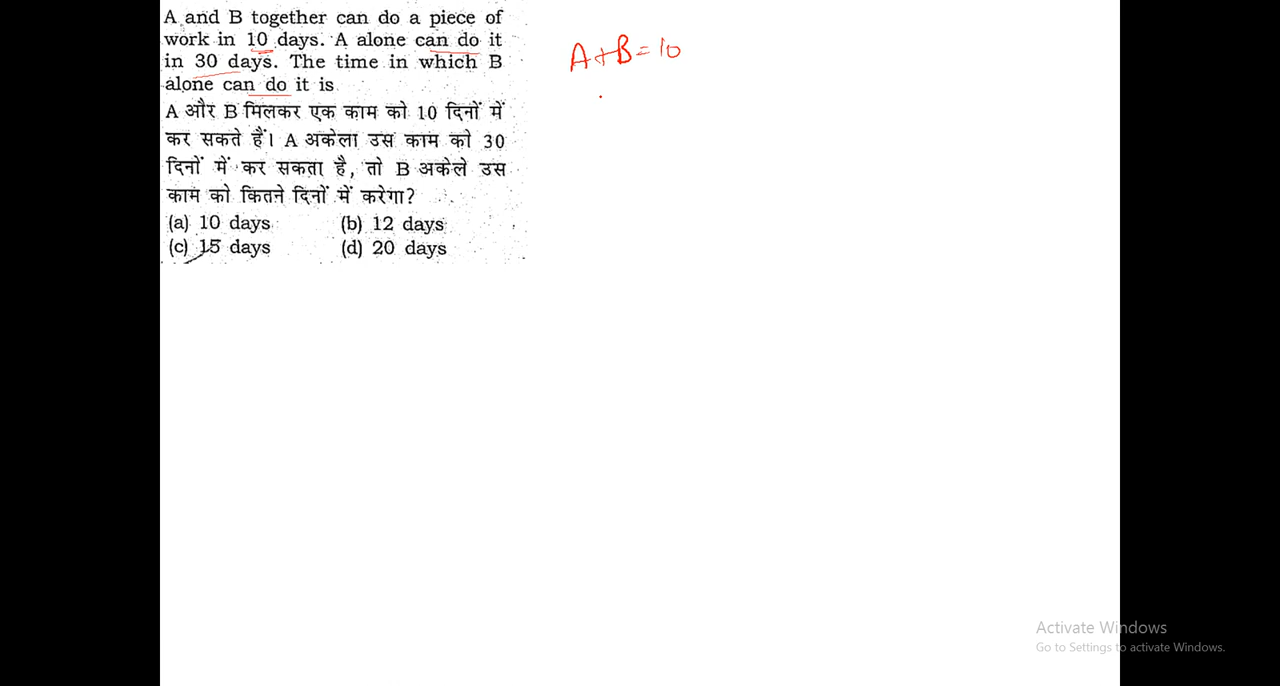 A and B together can do a piece of
work in 10 days. A alone can do it
in 30 days. The time in which B
alone can do it is
A और B मिलकर एक काम को 10 दिनों में
कर सकते हैं। A अकेला उस काम को 30
दिनों में कर सकता है, तो B अकेले उस
काम को कितने दिनों में करेगा?
(a) 10 days (b) 12 days
(c) 15 days (d) 20 days
A+B=10
Activate Windows
Go to Settings to activate Windows.